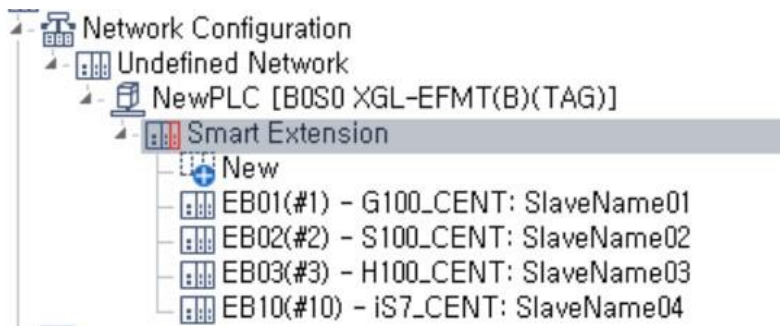 Network Configuration
Undefined Network
NewPLC [B0S0 XGL-EFMT(B)(TAG)]
Smart Extension
New
EB01(#1) - G100_CENT: SlaveName01
EB02(#2) - S100_CENT: SlaveName02
EB03(#3) - H100_CENT: SlaveName03
EB10(#10) - iS7_CENT: SlaveName04